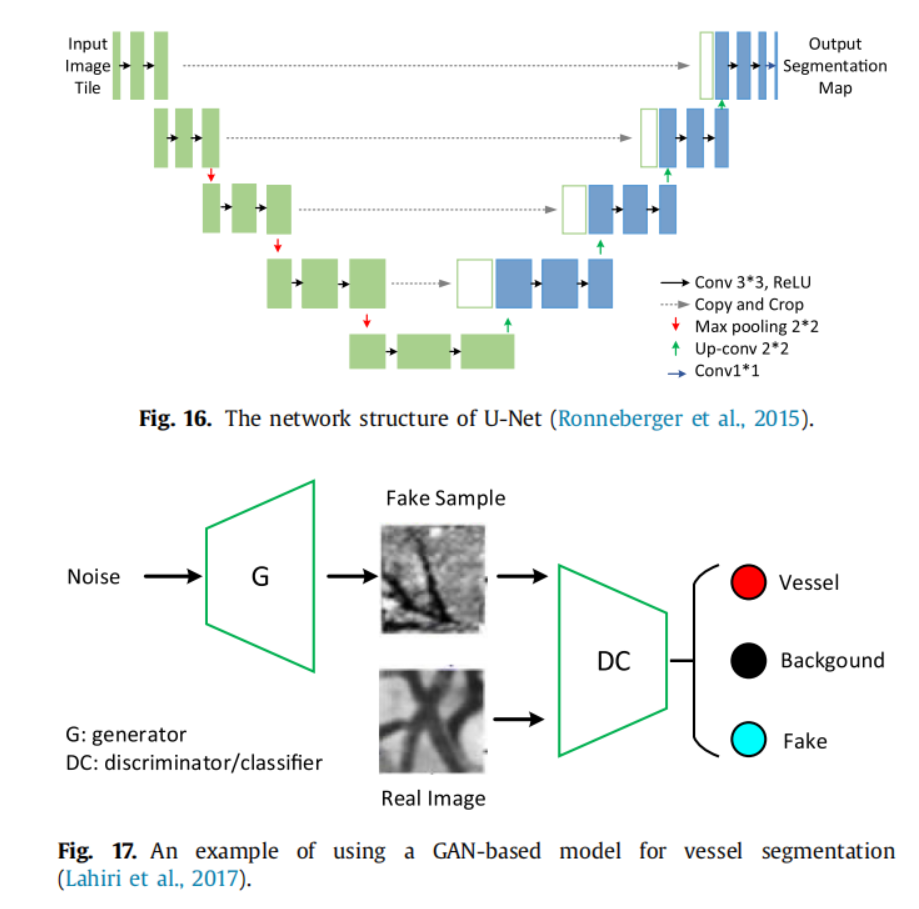 Input
Image
Tile
Output
Segmentation
Map
Conv 3*3, ReLU
Copy and Crop
Max pooling 2*2
Up-conv 2*2
Conv1*1
Fig. 16. The network structure of U-Net (Ronneberger et al., 2015).
Fake Sample
Noise
G
Vessel
DC
Backgound
Fake
G: generator
DC: discriminator/classifier
Real Image
Fig. 17. An example of using a GAN-based model for vessel segmentation
(Lahiri et al., 2017).